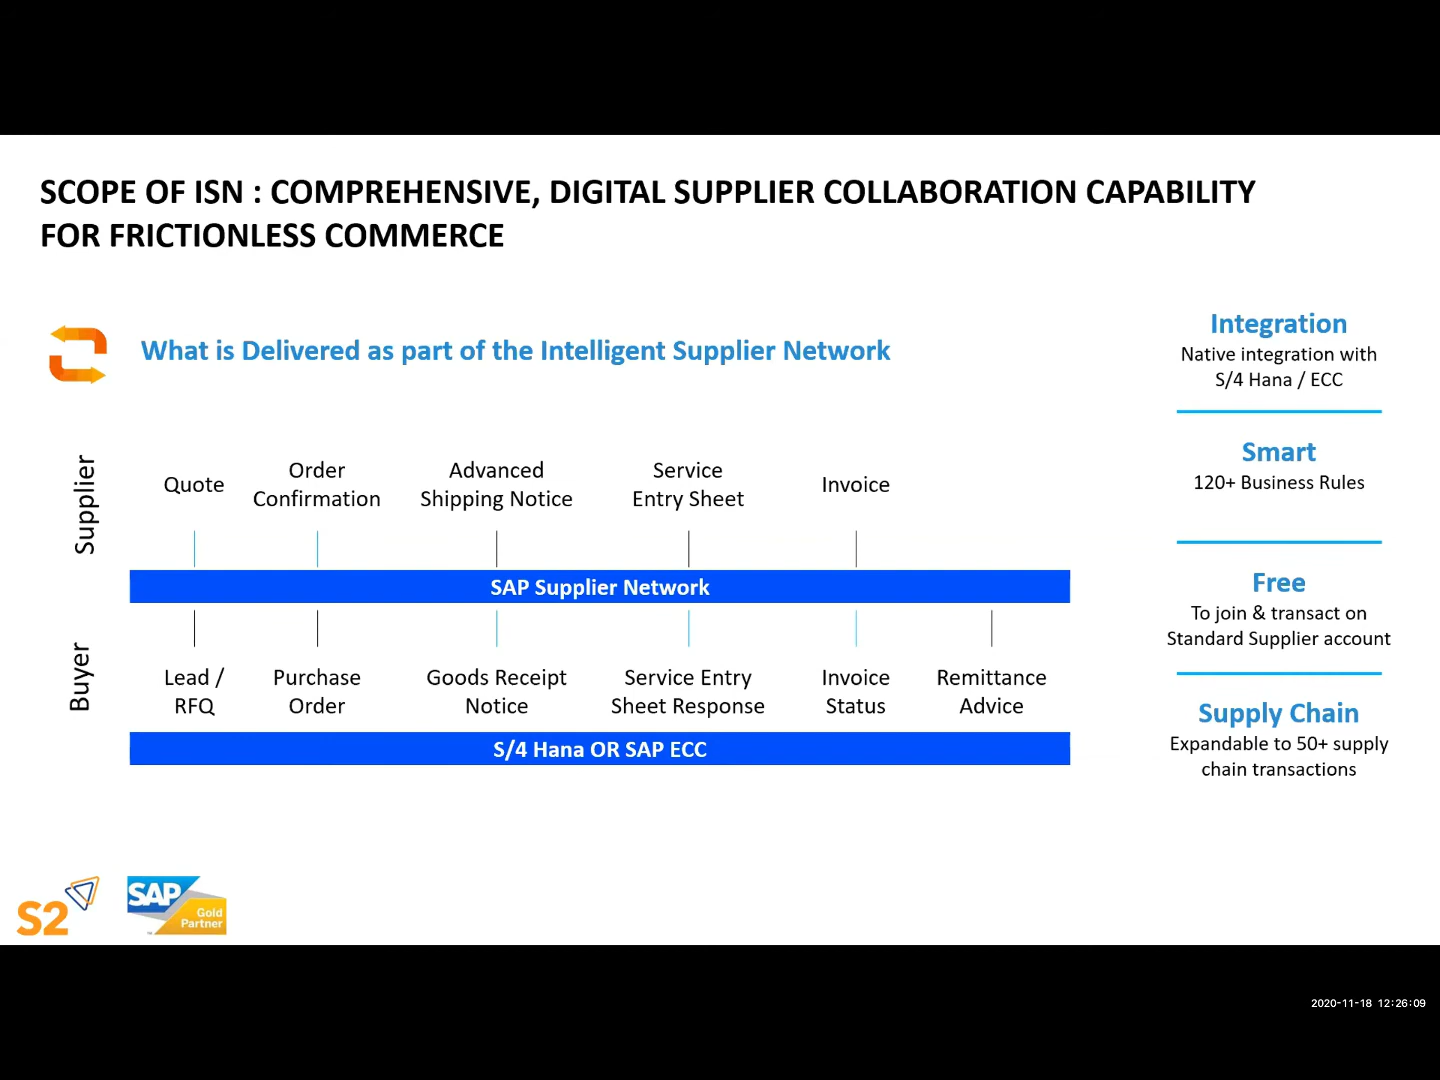 SCOPE OF ISN : COMPREHENSIVE, DIGITAL SUPPLIER COLLABORATION CAPABILITY
FOR FRICTIONLESS COMMERCE
What is Delivered as part of the Intelligent Supplier Network
Supplier
Quote
Order
Confirmation
Advanced
Shipping Notice
Service
Entry Sheet
Invoice
SAP Supplier Network
Buyer
Lead /
RFQ
Purchase
Order
Goods Receipt
Notice
Service Entry
Sheet Response
Invoice
Status
Remittance
Advice
S/4 Hana OR SAP ECC
Integration
Native integration with
S/4 Hana / ECC
Smart
120+ Business Rules
Free
To join & transact on
Standard Supplier account
Supply Chain
Expandable to 50+ supply
chain transactions
S2
SAP
Gold
Partner
2020-11-18 12:26:09